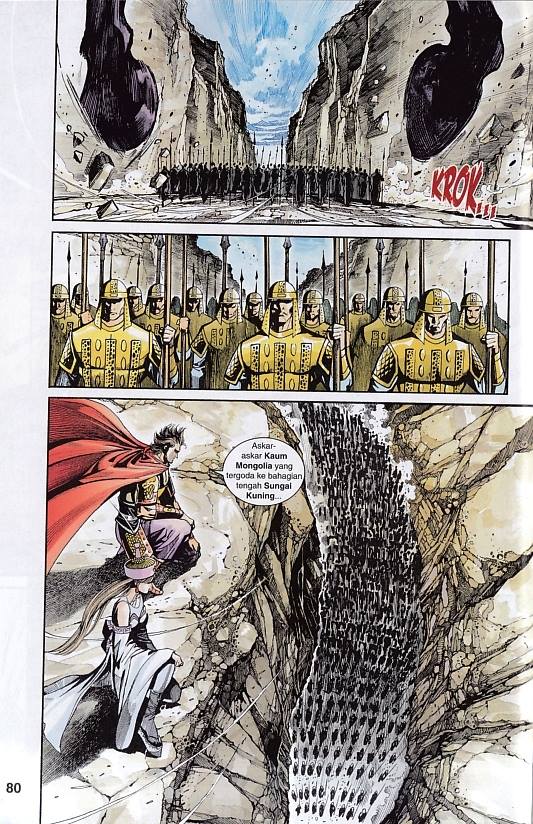 KROK...
Askar-
askar Kaum
Mongolia yang
tergoda ke bahagian
tengah Sungai
Kuning...
80